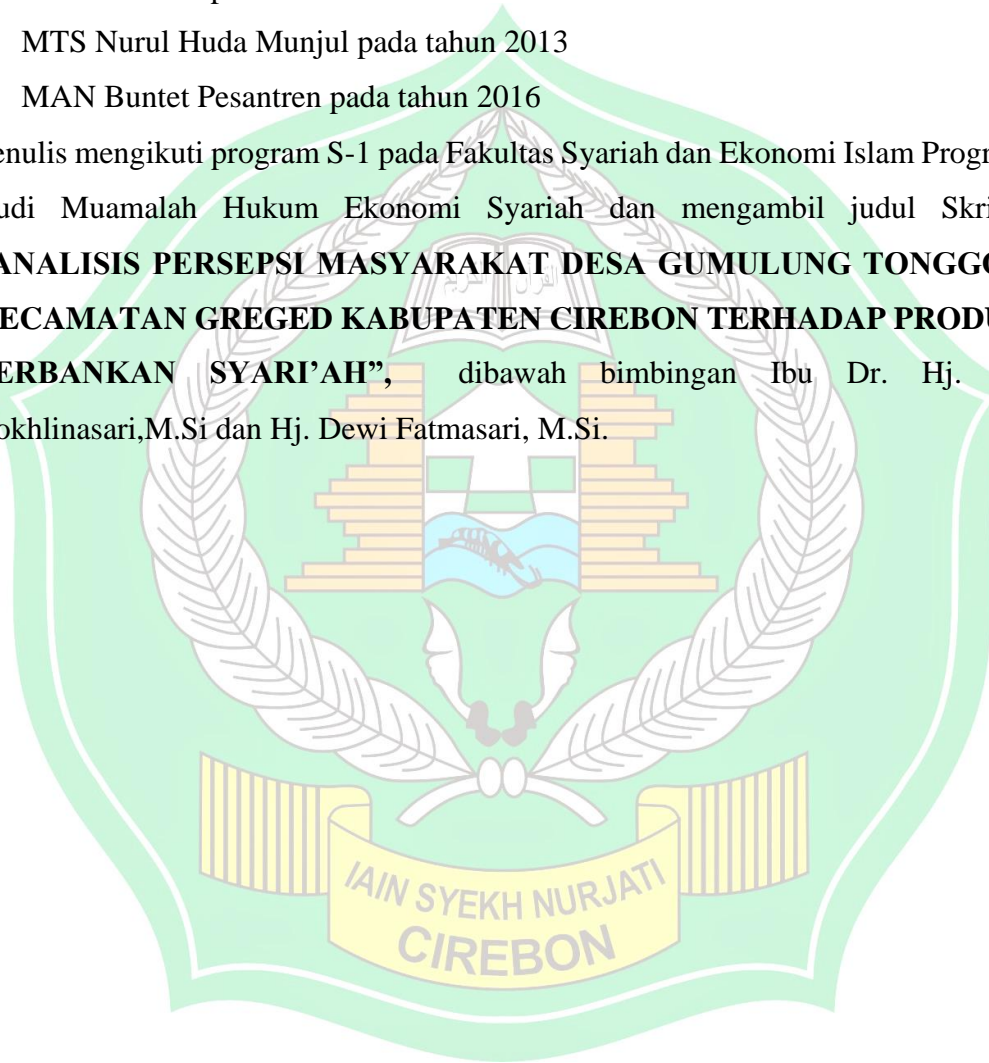 MTS Nurul Huda Munjul pada tahun 2013
MAN Buntet Pesantren pada tahun 2016
enulis mengikuti program S-1 pada Fakultas Syariah dan Ekonomi Islam Progr
udi Muamalah Hukum Ekonomi Syariah dan mengambil judul Skri
ANALISIS PERSEPSI MASYARAKAT DESA GUMULUNG TONGGO
ECAMATAN GREGED KABUPATEN CIREBON TERHADAP PRODU
ERBANKAN SYARI’AH”, dibawah bimbingan Ibu Dr. Hj.
okhlinasari,M.Si dan Hj. Dewi Fatmasari, M.Si.
IAIN SYEKH NURJATI
CIREBON